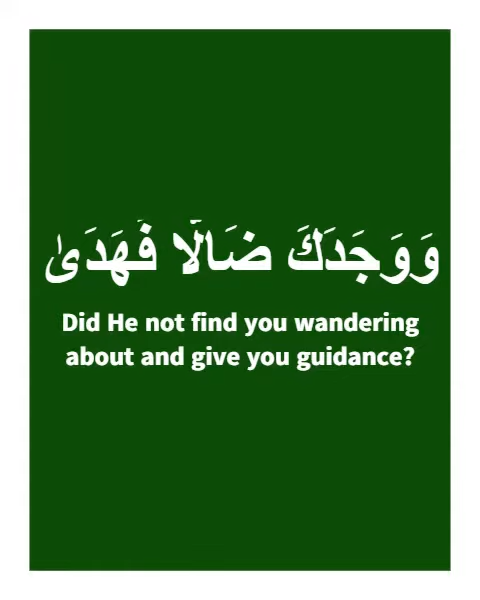 وَوَجَدَكَ ضَالًّا فَهَدَىٰ
Did He not find you wandering
about and give you guidance?